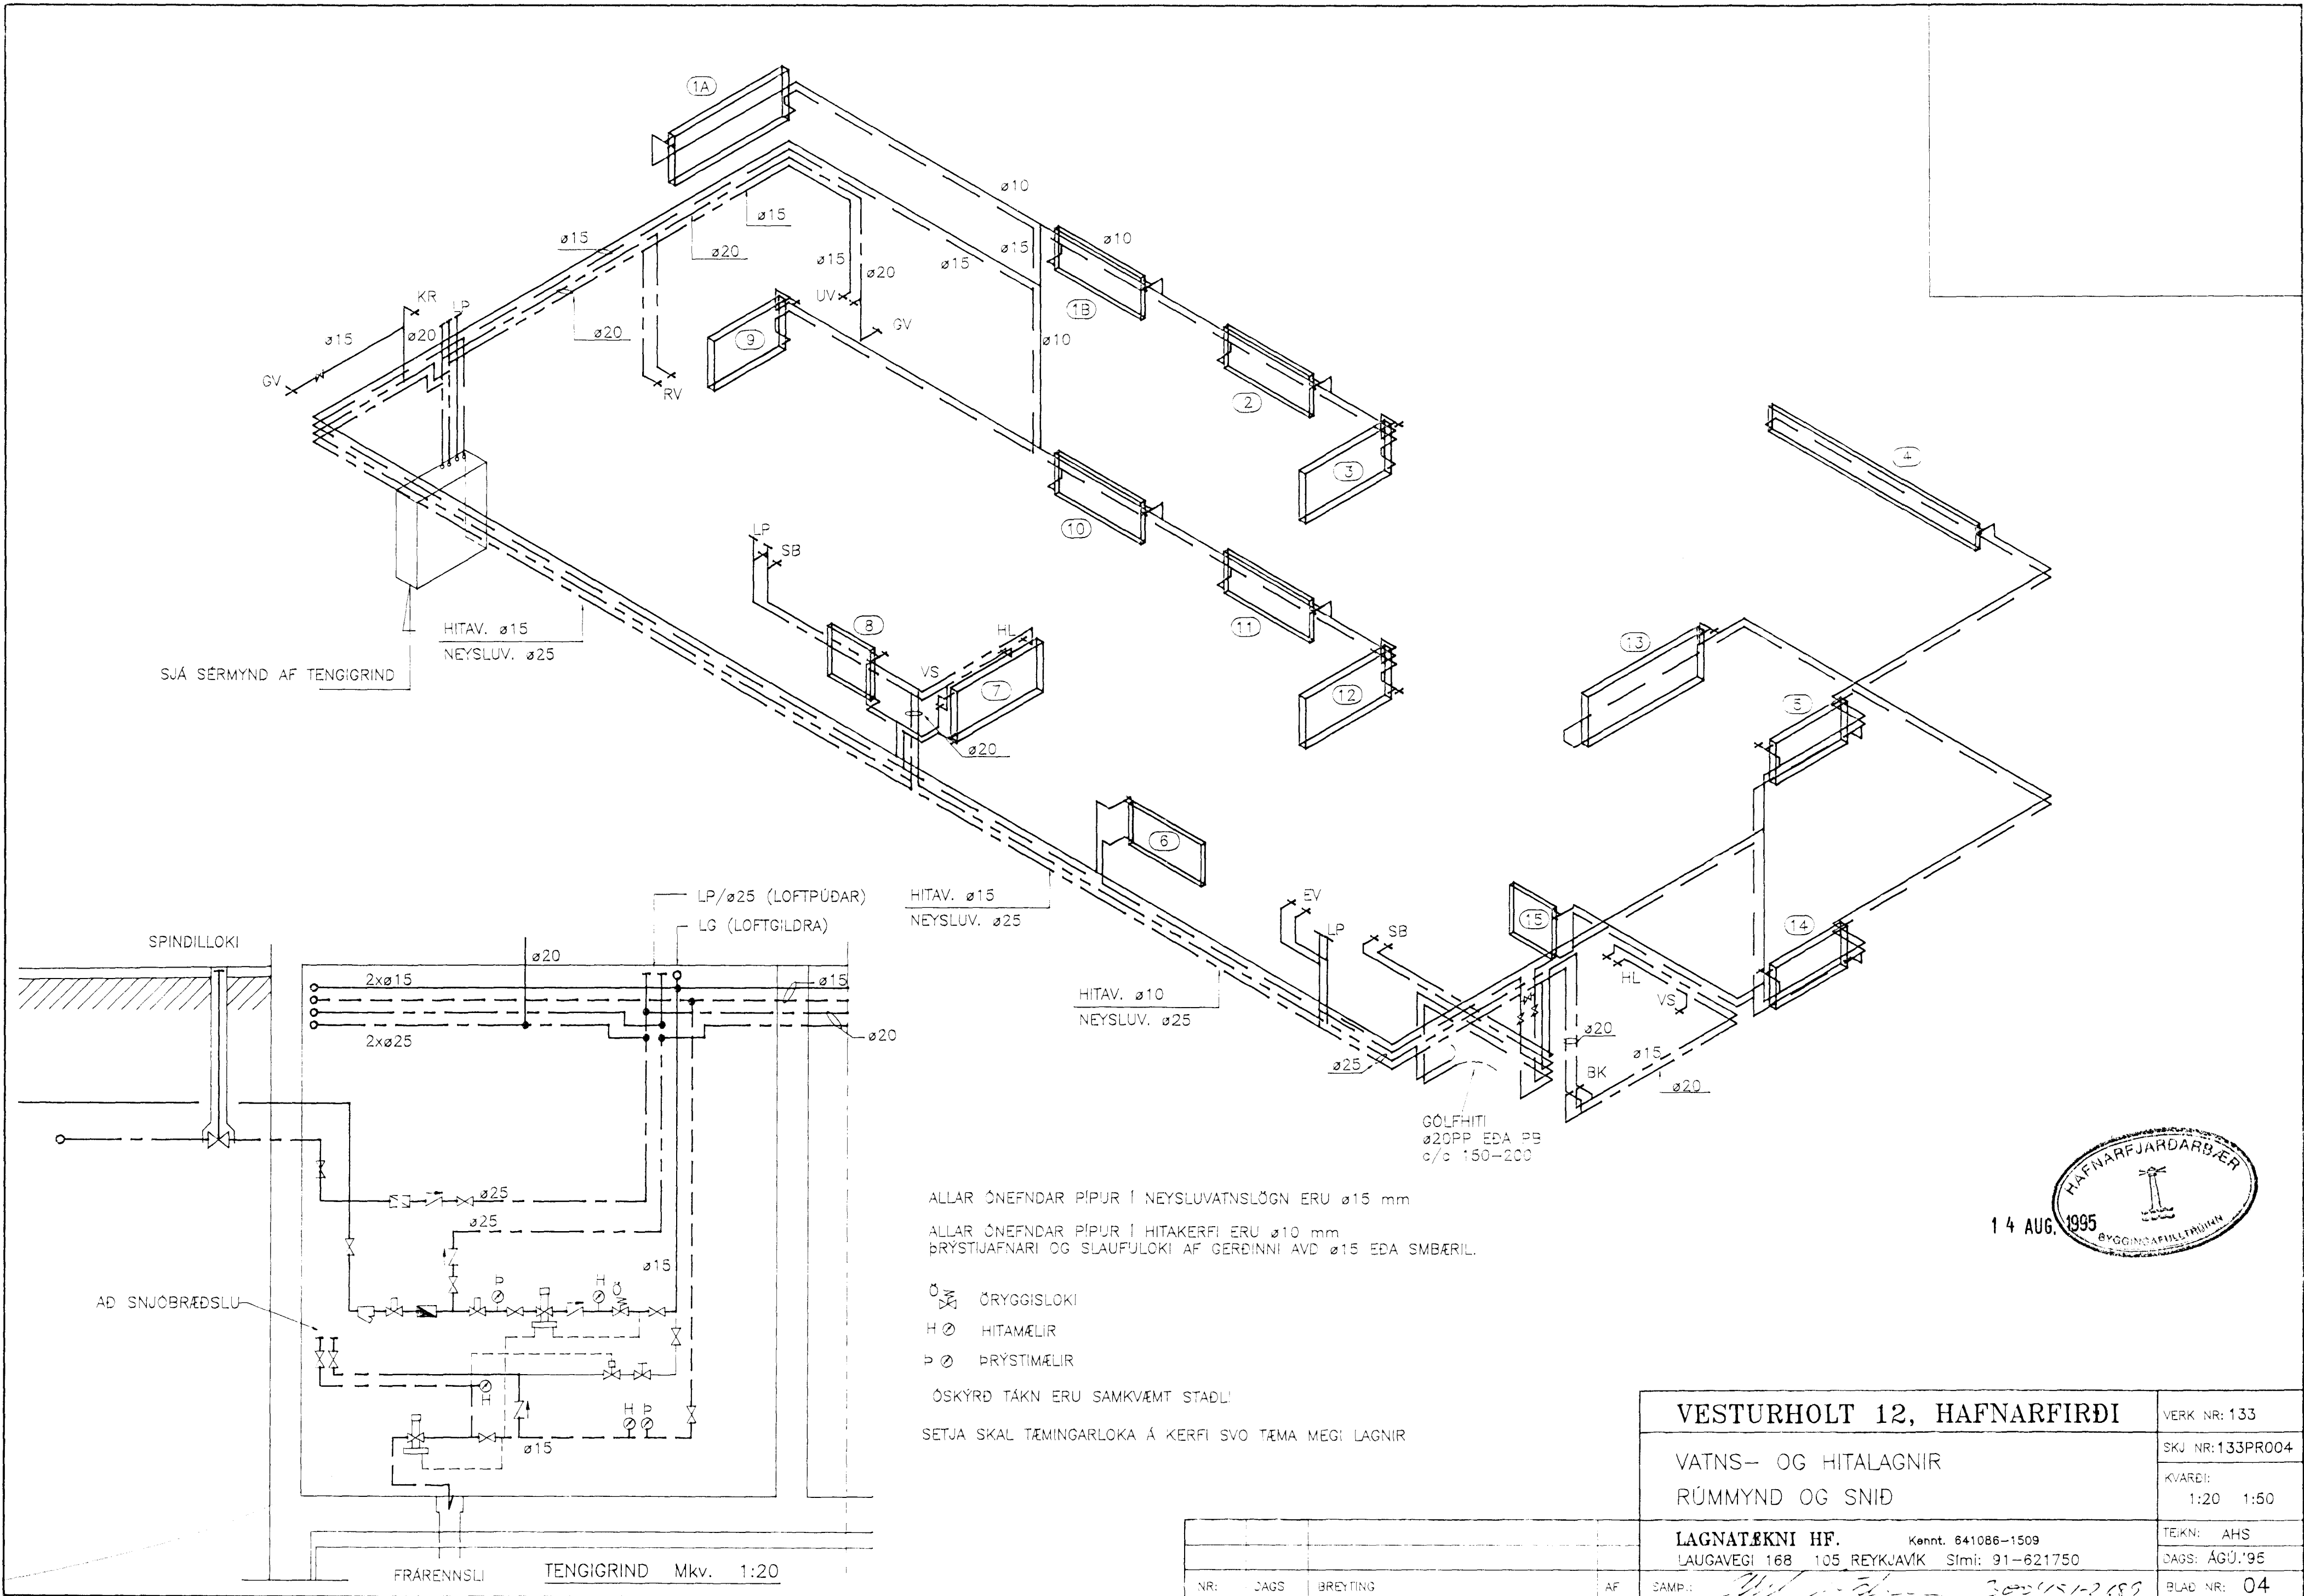 1A
ø10
ø15
ø15
ø20
ø15
ø15
ø15
ø10
ø20
UV
GV
1B
KR
LP
ø20
ø15
GV
ø20
RV
9
ø10
2
3
4
10
LP
SB
11
HITAV. ø15
NEYSLUV. ø25
SJÁ SÉRMYND AF TENGIGRIND
8
HL
VS
7
ø20
12
13
5
6
HITAV. ø15
NEYSLUV. ø25
EV
LP
SB
15
14
HL
VS
HITAV. ø10
NEYSLUV. ø25
ø25
ø20
ø15
BK
ø20
GÓLFHITI
ø20PP EÐA PB
c/c 150-200
LP/ø25 (LOFTPÚÐAR)
LG (LOFTGILDRA)
SPINDILLOKI
ø20
2xø15
ø15
2xø25
ø20
ø25
ø25
ø15
Þ
H
Ö
AÐ SNJÓBRÆÐSLU
H
H Þ
ø15
FRÁRENNSLI
TENGIGRIND Mkv. 1:20
ALLAR ÓNEFNDAR PÍPUR Í NEYSLUVATNSLÖGN ERU ø15 mm
ALLAR ÓNEFNDAR PÍPUR Í HITAKERFI ERU ø10 mm
ÞRÝSTIJAFNARI OG SLAUFULOKI AF GERÐINNI AVD ø15 EÐA SMBÆRIL.
Ö ÖRYGGISLOKI
H HITAMÆLIR
Þ ÞRÝSTIMÆLIR
ÓSKÝRÐ TÁKN ERU SAMKVÆMT STAÐLI
SETJA SKAL TÆMINGARLOKA Á KERFI SVO TÆMA MEGI LAGNIR
HAFNARFJARÐARBÆR
14 AUG. 1995
BYGGINGAFULLTRÚINN
VESTURHOLT 12, HAFNARFIRÐI
VERK NR: 133
SKJ NR: 133PR004
VATNS- OG HITALAGNIR
RÚMMYND OG SNIÐ
KVARÐI:
1:20 1:50
LAGNATÆKNI HF. Kennt. 641086-1509
LAUGAVEGI 168 105 REYKJAVÍK Sími: 91-621750
TEIKN: AHS
DAGS: ÁGÚ.'95
NR: DAGS BREYTING AF
SAMÞ.:
BLAÐ NR: 04